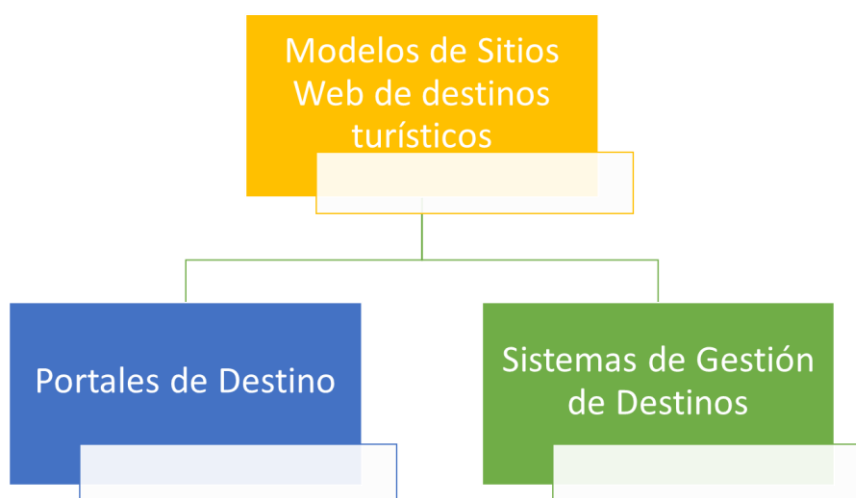 Modelos de Sitios
Web de destinos
turísticos
Portales de Destino
Sistemas de Gestión
de Destinos